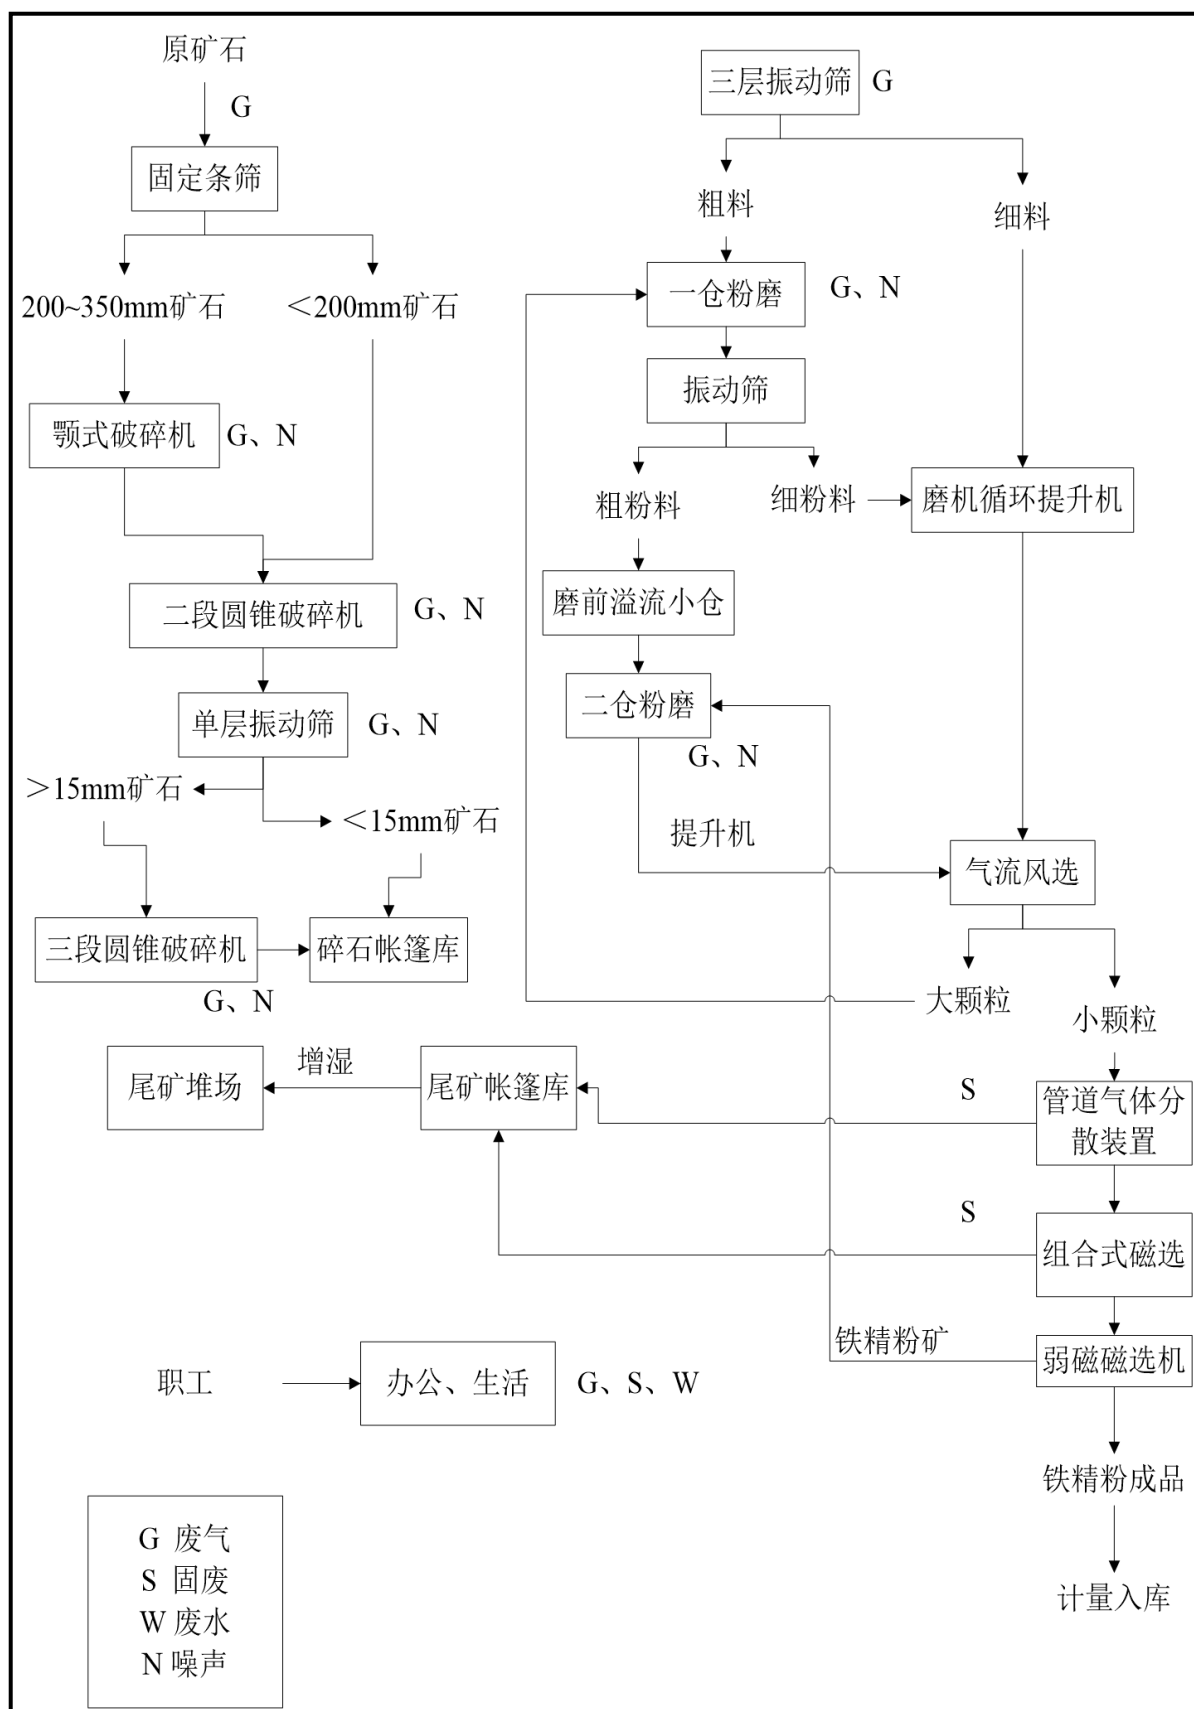 原矿石
G
固定条筛
200~350mm矿石
＜200mm矿石
颚式破碎机
G、N
二段圆锥破碎机
G、N
单层振动筛
G、N
＞15mm矿石
＜15mm矿石
三段圆锥破碎机
G、N
碎石帐篷库
三层振动筛
G
粗料
细料
一仓粉磨
G、N
振动筛
粗粉料
细粉料
磨机循环提升机
磨前溢流小仓
二仓粉磨
G、N
提升机
气流风选
大颗粒
小颗粒
管道气体分
散装置
S
尾矿帐篷库
增湿
尾矿堆场
组合式磁选
S
弱磁磁选机
铁精粉矿
铁精粉成品
计量入库
职工
办公、生活
G、S、W
G 废气
S 固废
W 废水
N 噪声